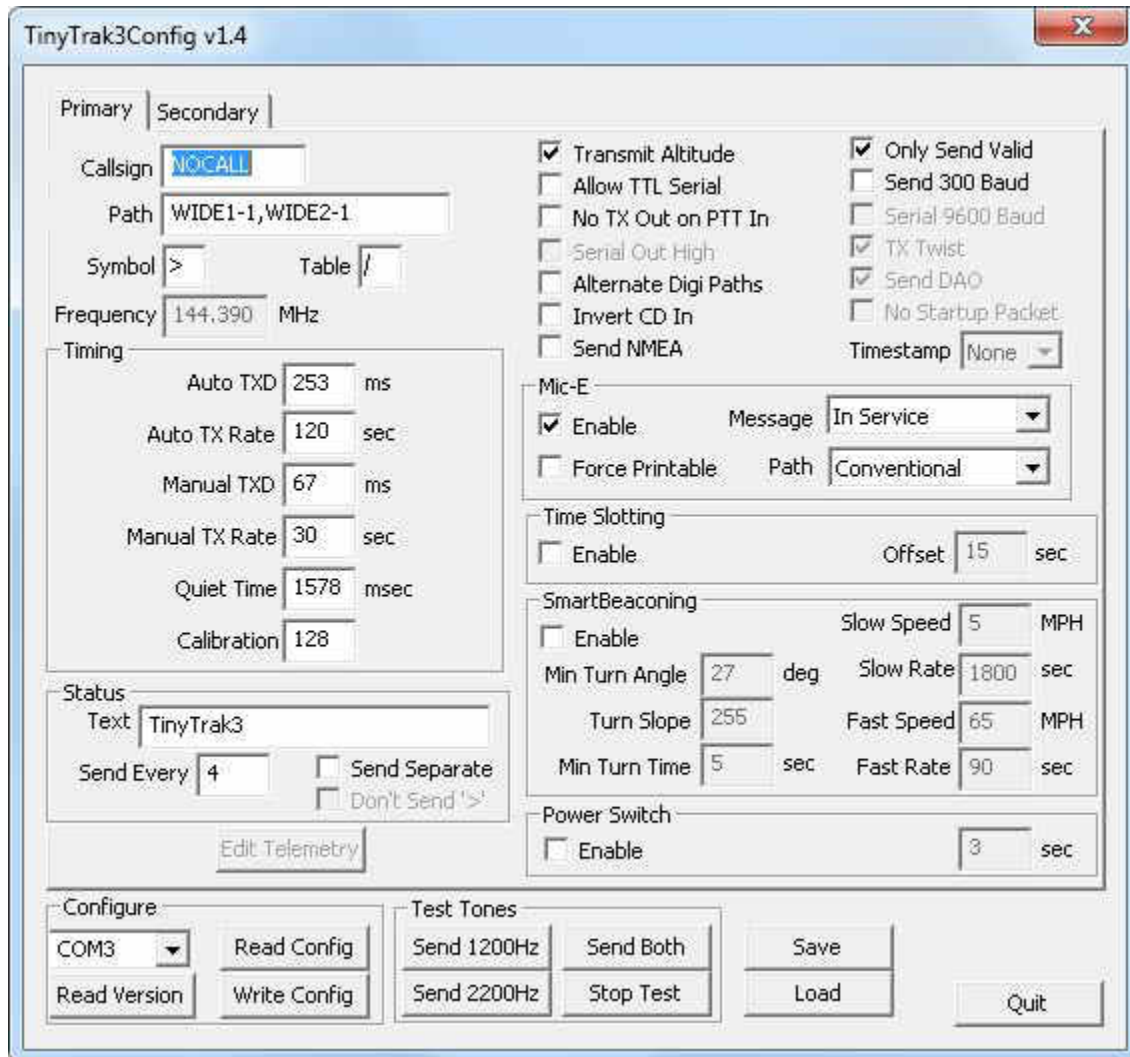 TinyTrak3Config v1.4
Primary
Secondary
Callsign NOCALL
Path WIDE1-1,WIDE2-1
Symbol > Table /
Frequency 144.390 MHz
Timing
Auto TXD 253 ms
Auto TX Rate 120 sec
Manual TXD 67 ms
Manual TX Rate 30 sec
Quiet Time 1578 msec
Calibration 128
Status
Text TinyTrak3
Send Every 4
Send Separate
Don't Send '>'
Edit Telemetry
Transmit Altitude
Allow TTL Serial
No TX Out on PTT In
Serial Out High
Alternate Digi Paths
Invert CD In
Send NMEA
Only Send Valid
Send 300 Baud
Serial 9600 Baud
TX Twist
Send DAO
No Startup Packet
Timestamp None
Mic-E
Enable Message In Service
Force Printable Path Conventional
Time Slotting
Enable Offset 15 sec
SmartBeaconing
Enable
Slow Speed 5 MPH
Min Turn Angle 27 deg
Slow Rate 1800 sec
Turn Slope 255
Fast Speed 65 MPH
Min Turn Time 5 sec
Fast Rate 90 sec
Power Switch
Enable 3 sec
Configure
COM3
Read Config
Read Version
Write Config
Test Tones
Send 1200Hz
Send Both
Send 2200Hz
Stop Test
Save
Load
Quit